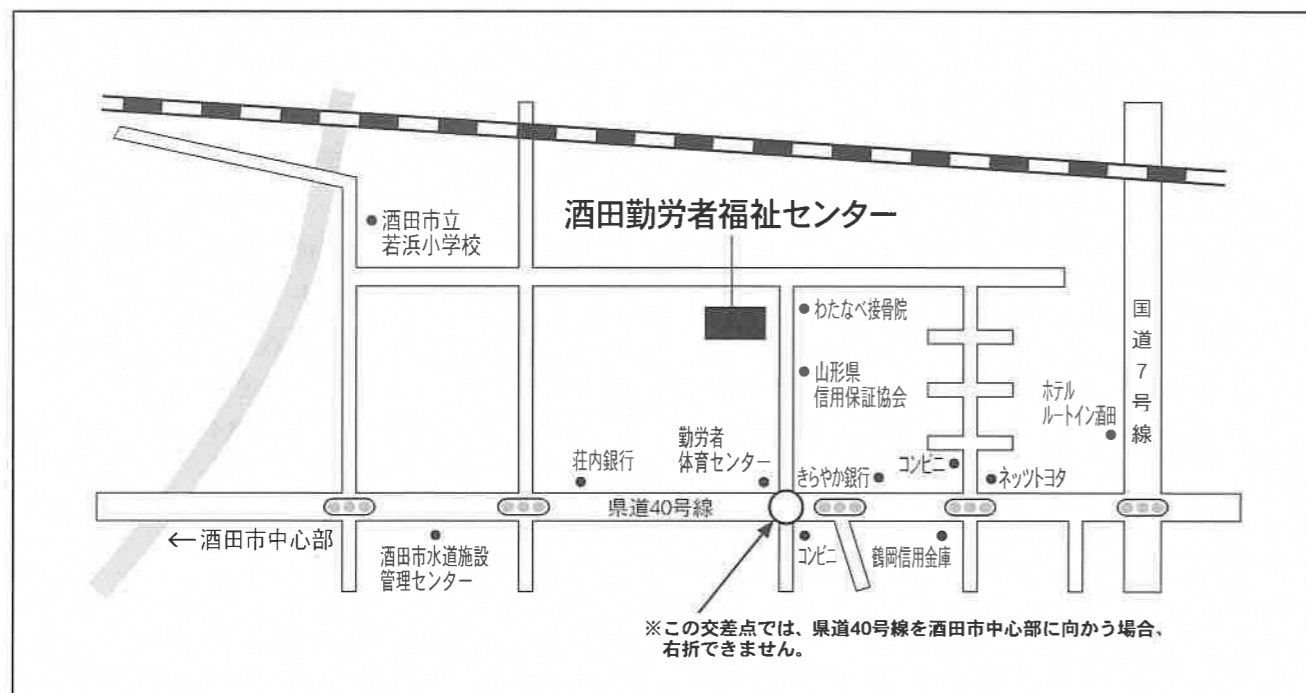 酒田勤労者福祉センター
酒田市立
若浜小学校
わたなべ接骨院
山形県
信用保証協会
国道7号線
ホテル
ルートイン酒田
荘内銀行
勤労者
体育センター
きらやか銀行
コンビニ
ネッツトヨタ
県道40号線
←酒田市中心部
酒田市水道施設
管理センター
コンビニ
鶴岡信用金庫
※この交差点では、県道40号線を酒田市中心部に向かう場合、
右折できません。